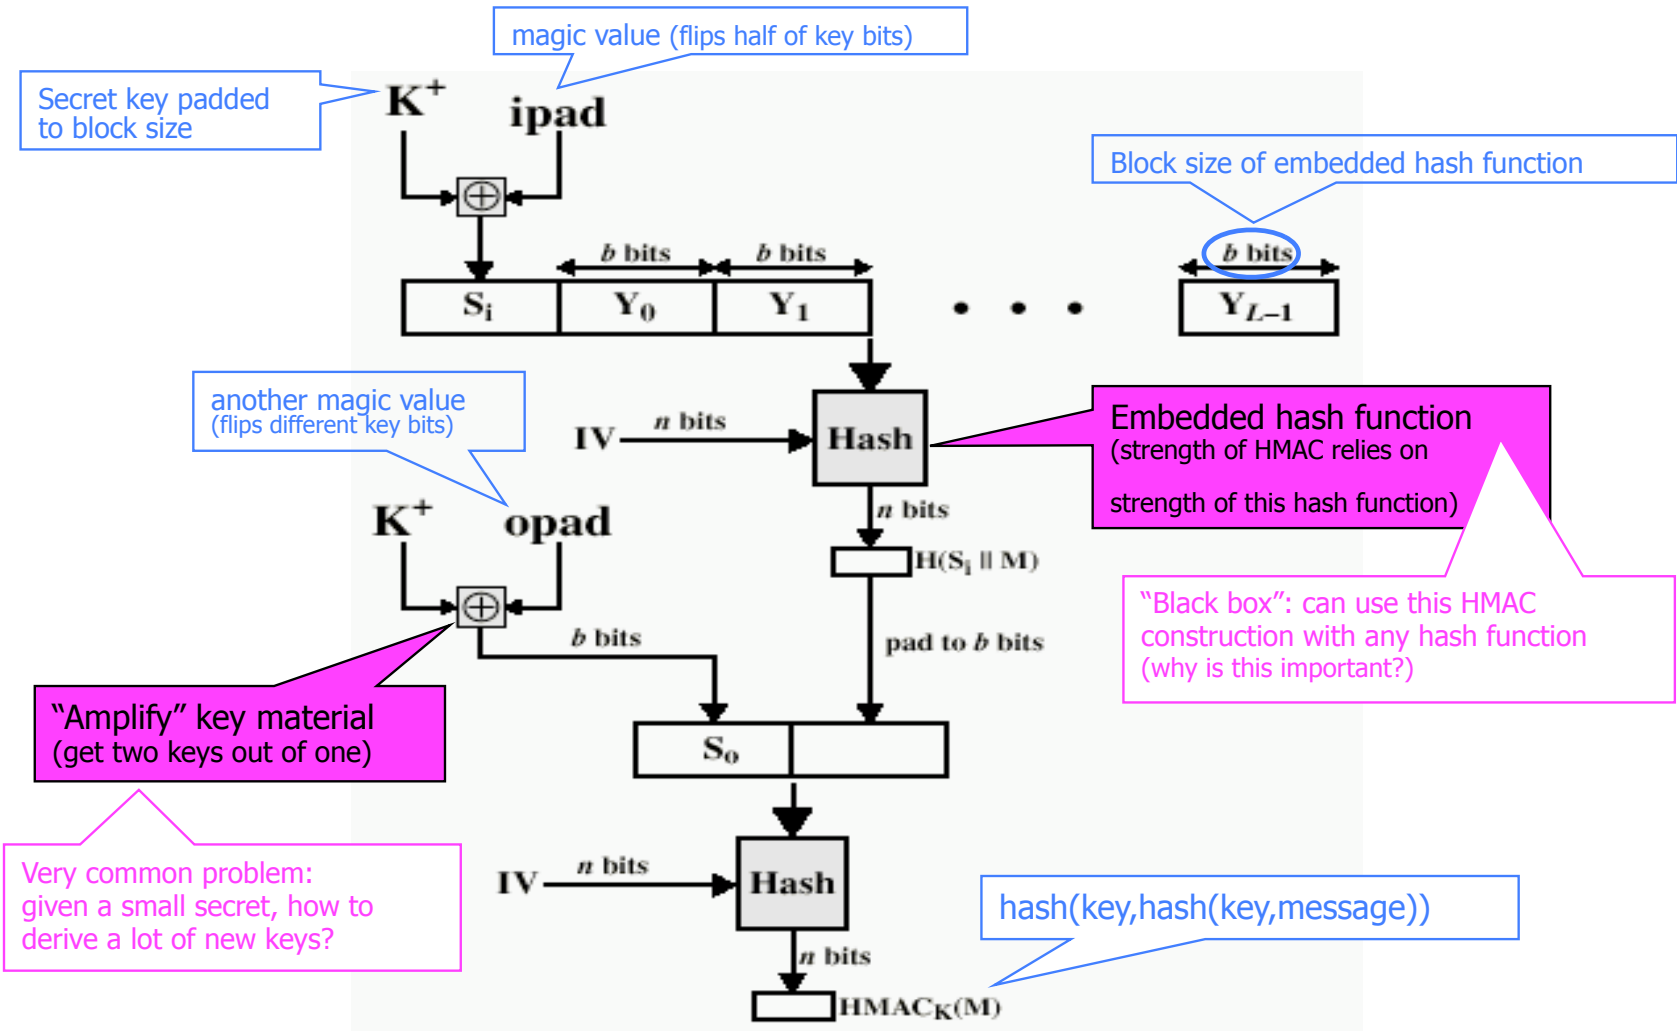 magic value (flips half of key bits)
Secret key padded
to block size
K+
ipad
Block size of embedded hash function
⊕
b bits
b bits
b bits
Si
Y0
Y1
• • •
YL−1
another magic value
(flips different key bits)
IV
n bits
Hash
Embedded hash function
(strength of HMAC relies on
strength of this hash function)
K+
opad
n bits
H(Si || M)
⊕
b bits
pad to b bits
“Black box”: can use this HMAC
construction with any hash function
(why is this important?)
“Amplify” key material
(get two keys out of one)
So
Very common problem:
given a small secret, how to
derive a lot of new keys?
IV
n bits
Hash
hash(key,hash(key,message))
n bits
HMACK(M)